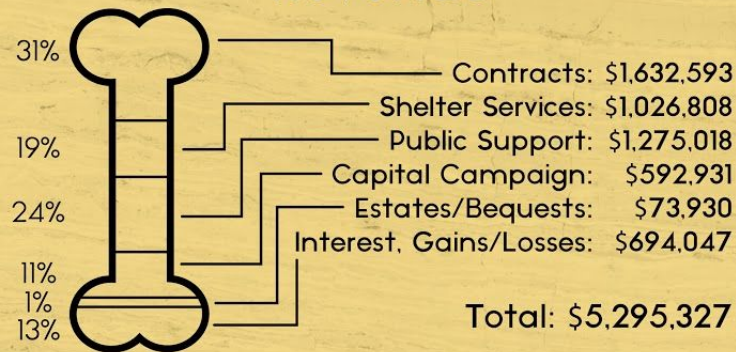 31%
Contracts: $1,632,593
Shelter Services: $1,026,808
19%
Public Support: $1,275,018
Capital Campaign: $592,931
24%
Estates/Bequests: $73,930
Interest, Gains/Losses: $694,047
11%
1%
13%
Total: $5,295,327